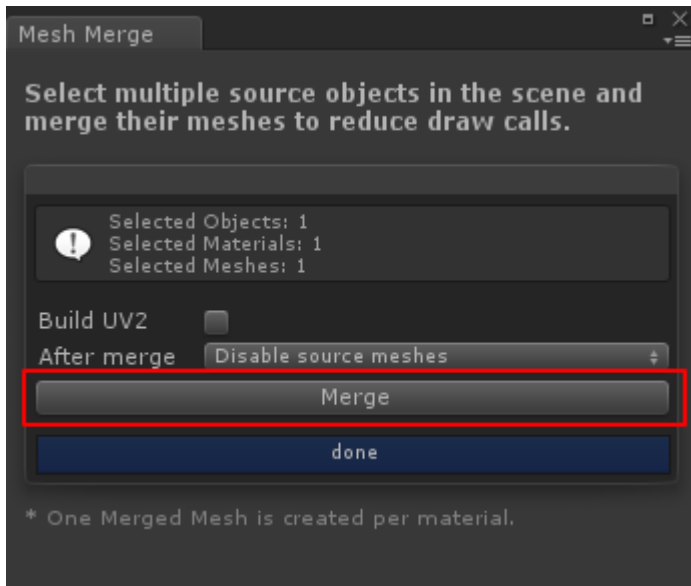 Mesh Merge
Select multiple source objects in the scene and
merge their meshes to reduce draw calls.
Selected Objects: 1
Selected Materials: 1
Selected Meshes: 1
Build UV2
After merge Disable source meshes
Merge
done
* One Merged Mesh is created per material.